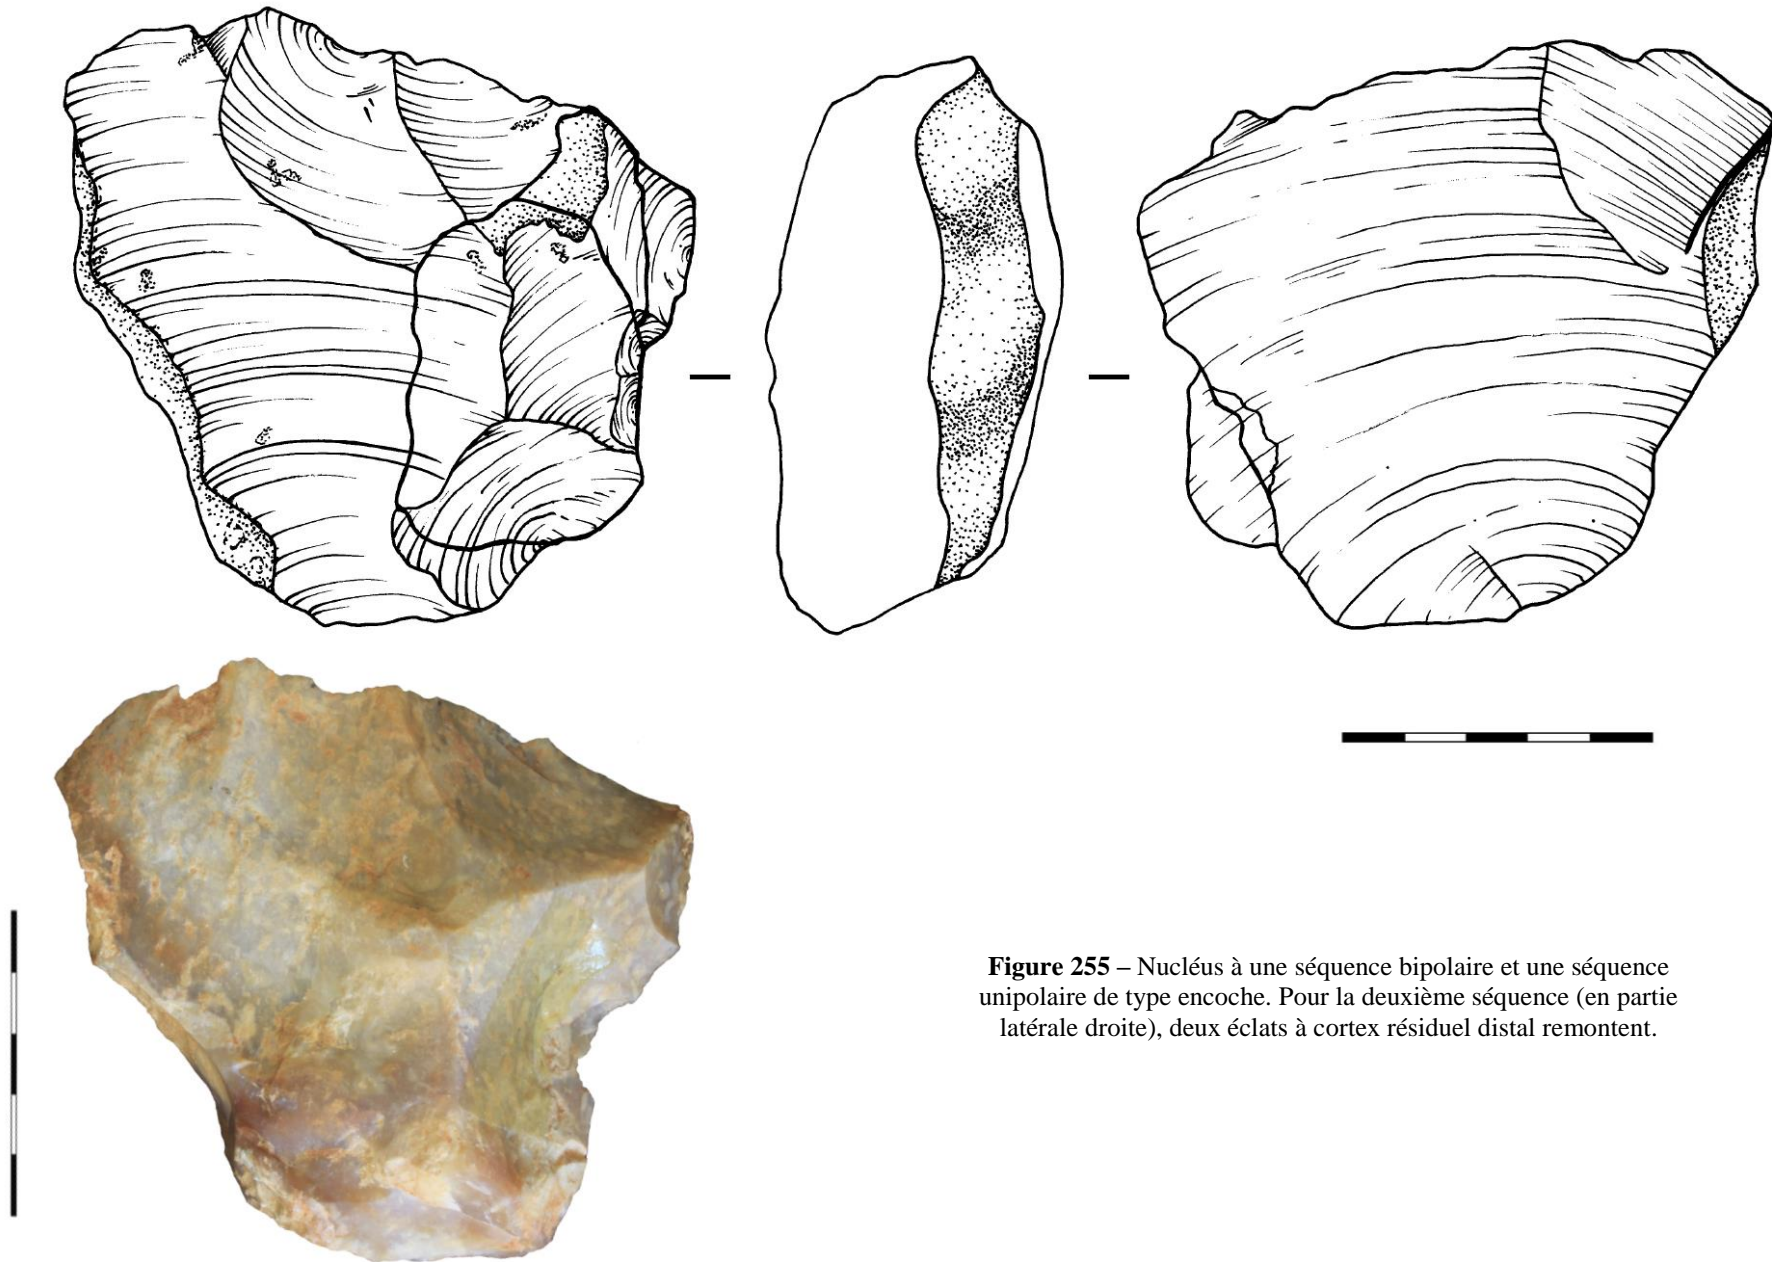 Figure 255 – Nucléus à une séquence bipolaire et une séquence
unipolaire de type encoche. Pour la deuxième séquence (en partie
latérale droite), deux éclats à cortex résiduel distal remontent.